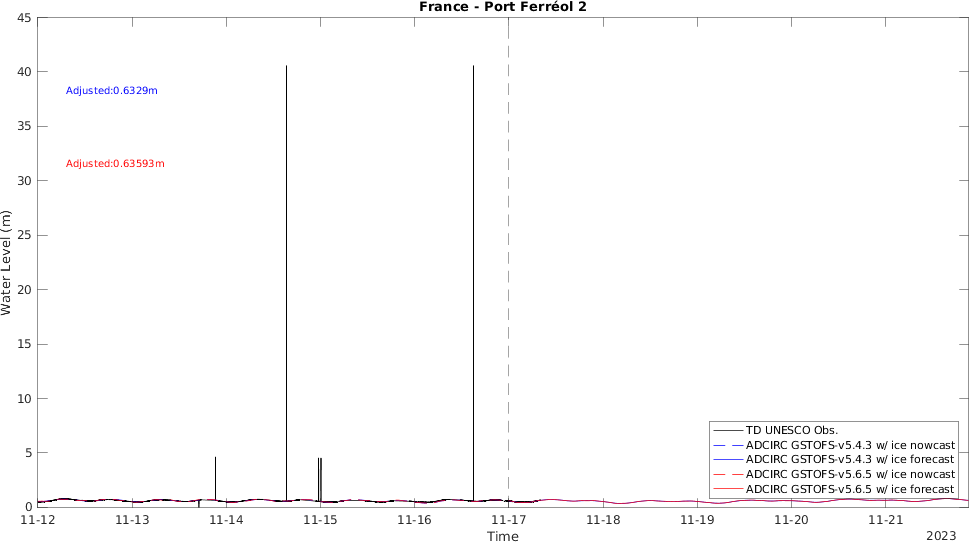 France - Port Ferréol 2
45
40
35
30
25
20
15
10
5
0
Water Level (m)
Adjusted:0.6329m
Adjusted:0.63593m
TD UNESCO Obs.
ADCIRC GSTOFS-v5.4.3 w/ ice nowcast
ADCIRC GSTOFS-v5.4.3 w/ ice forecast
ADCIRC GSTOFS-v5.6.5 w/ ice nowcast
ADCIRC GSTOFS-v5.6.5 w/ ice forecast
11-12 11-13 11-14 11-15 11-16 11-17 11-18 11-19 11-20 11-21
Time
2023